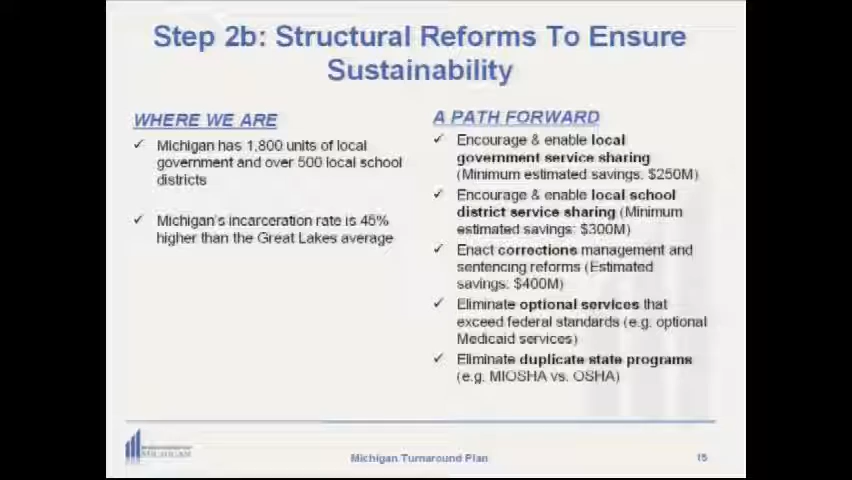 Step 2b: Structural Reforms To Ensure
Sustainability
WHERE WE ARE
✓ Michigan has 1,800 units of local
government and over 500 local school
districts
✓ Michigan's incarceration rate is 45%
higher than the Great Lakes average
A PATH FORWARD
✓ Encourage & enable local
government service sharing
(Minimum estimated savings: $250M)
✓ Encourage & enable local school
district service sharing (Minimum
estimated savings: $300M)
✓ Enact corrections management and
sentencing reforms (Estimated
savings: $400M)
✓ Eliminate optional services that
exceed federal standards (e.g. optional
Medicaid services)
✓ Eliminate duplicate state programs
(e.g. MIOSHA vs. OSHA)
MICHIGAN
Michigan Turnaround Plan
15